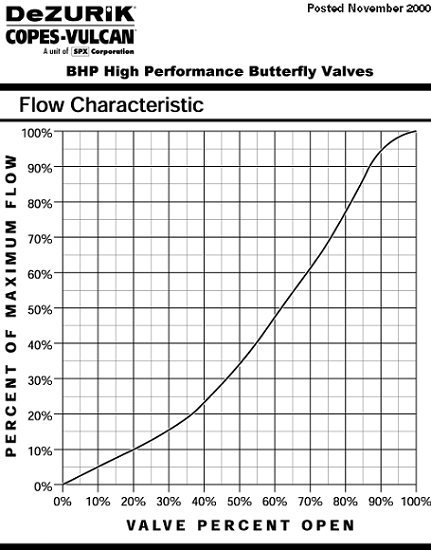 DeZURiK
Posted November 2000
COPES-VULCAN
A unit of SPX Corporation
BHP High Performance Butterfly Valves
Flow Characteristic
PERCENT OF MAXIMUM FLOW
100%
90%
80%
70%
60%
50%
40%
30%
20%
10%
0%
0% 10% 20% 30% 40% 50% 60% 70% 80% 90% 100%
VALVE PERCENT OPEN